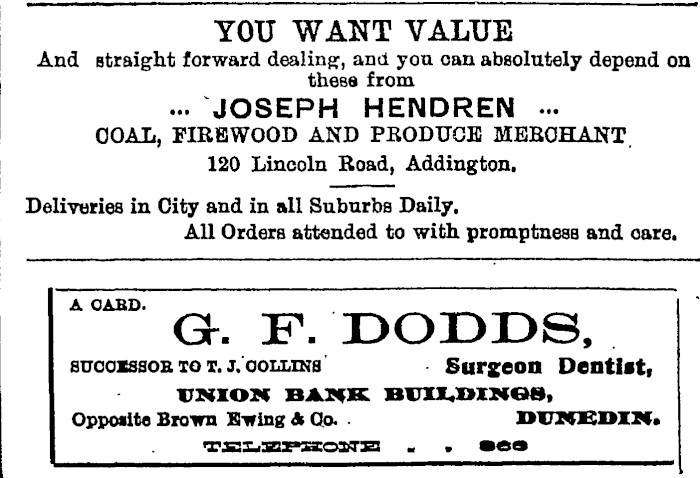 YOU WANT VALUE
And straight forward dealing, and you can absolutely depend on
these from
... JOSEPH HENDREN ...
COAL, FIREWOOD AND PRODUCE MERCHANT
120 Lincoln Road, Addington.
Deliveries in City and in all Suburbs Daily.
All Orders attended to with promptness and care.
A CARD.
G. F. DODDS,
SUCCESSOR TO T. J. COLLINS Surgeon Dentist,
UNION BANK BUILDINGS,
Opposite Brown Ewing & Co. DUNEDIN.
TELEPHONE . .